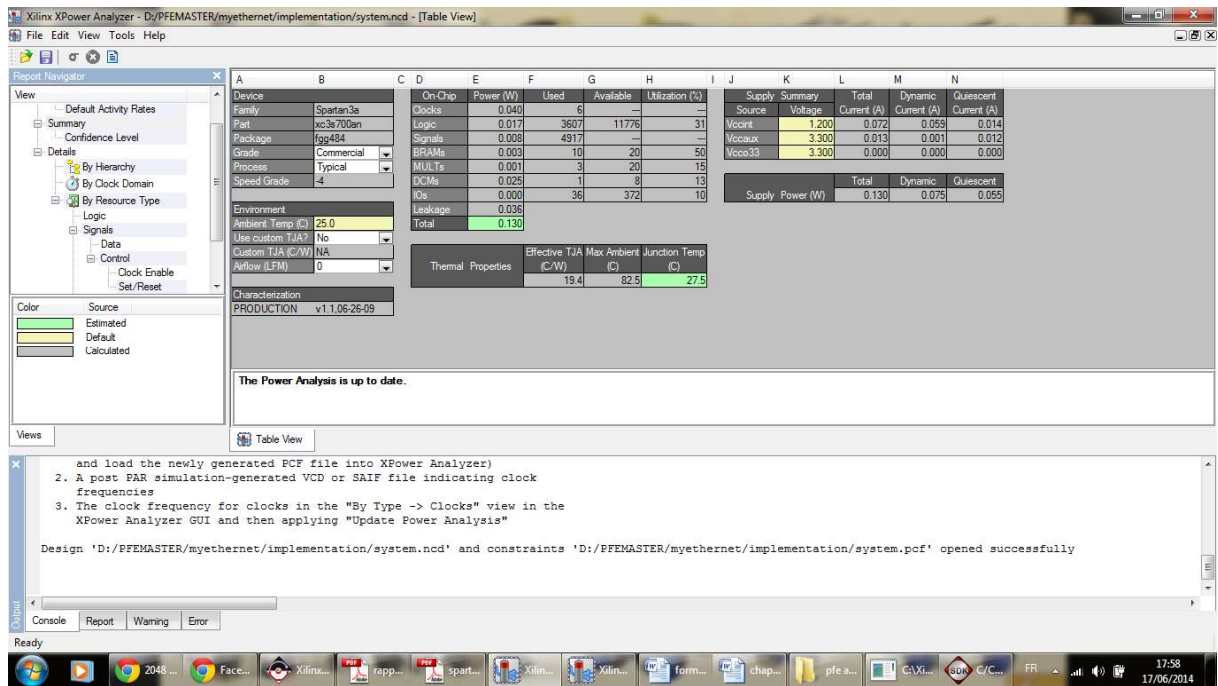 Xilinx XPower Analyzer - D:/PFEMASTER/myethernet/implementation/system.ncd - [Table View]
File Edit View Tools Help
Report Navigator
View
Default Activity Rates
Summary
Confidence Level
Details
By Hierarchy
By Clock Domain
By Resource Type
Logic
Signals
Data
Control
Clock Enable
Set/Reset
Color Source
Estimated
Default
Calculated
Views
A B C D E F G H I J K L M N
Device
Family Spartan3a
Part xc3s700an
Package fgg484
Grade Commercial
Process Typical
Speed Grade -4
Environment
Ambient Temp (C) 25.0
Use custom TJA? No
Custom TJA (C/W) NA
Airflow (LFM) 0
Characterization
PRODUCTION v1.1,06-26-09
On-Chip Power (W) Used Available Utilization (%)
Clocks 0.040 6 --- ---
Logic 0.017 3607 11776 31
Signals 0.008 4917 --- ---
BRAMs 0.003 10 20 50
MULTs 0.001 3 20 15
DCMs 0.025 1 8 13
IOs 0.000 36 372 10
Leakage 0.036
Total 0.130
Effective TJA Max Ambient Junction Temp
Thermal Properties (C/W) (C) (C)
19.4 82.5 27.5
Supply Summary Total Dynamic Quiescent
Source Voltage Current (A) Current (A) Current (A)
Vccint 1.200 0.072 0.059 0.014
Vccaux 3.300 0.013 0.001 0.012
Vcco33 3.300 0.000 0.000 0.000
Total Dynamic Quiescent
Supply Power (W) 0.130 0.075 0.055
The Power Analysis is up to date.
Table View
and load the newly generated PCF file into XPower Analyzer)
2. A post PAR simulation-generated VCD or SAIF file indicating clock
frequencies
3. The clock frequency for clocks in the "By Type -> Clocks" view in the
XPower Analyzer GUI and then applying "Update Power Analysis"
Design 'D:/PFEMASTER/myethernet/implementation/system.ncd' and constraints 'D:/PFEMASTER/myethernet/implementation/system.pcf' opened successfully
Output
Console Report Warning Error
Ready
2048 ... Face... Xilinx... rapp... spart... Xilin... Xilin... form... chap... pfe a... C:\Xi... SDK C/C... FR 17:58
17/06/2014